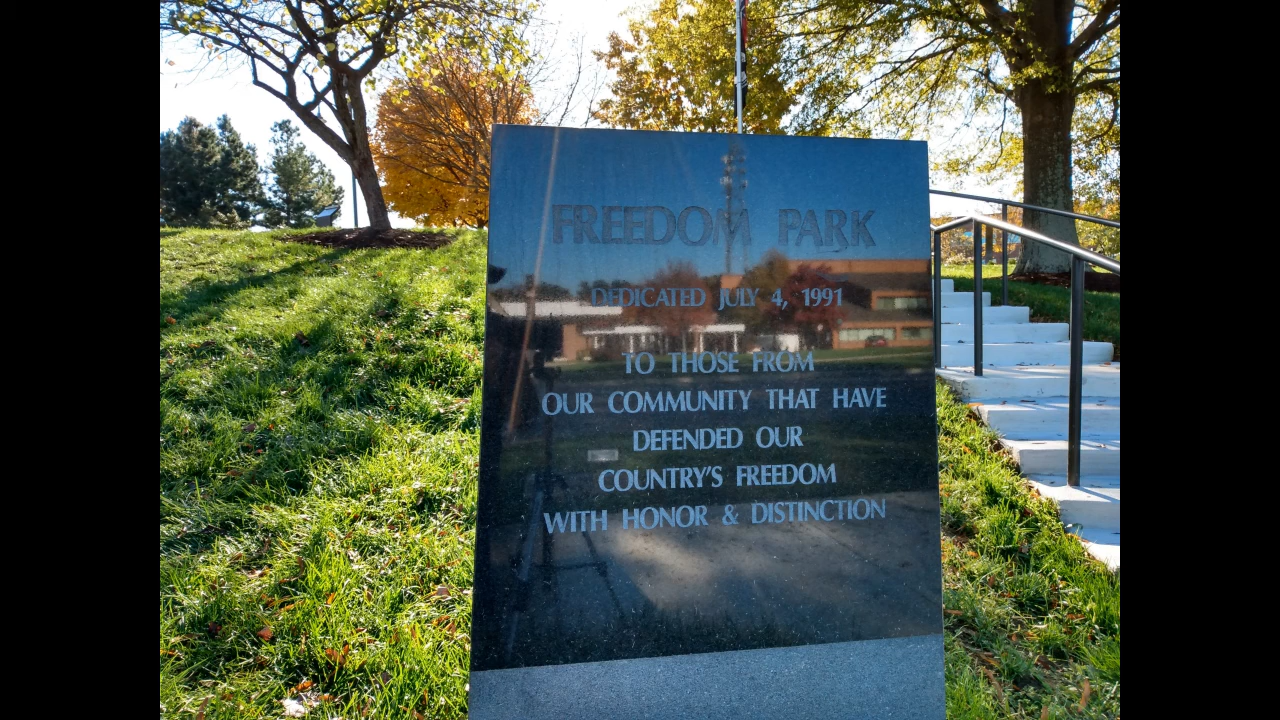 FREEDOM PARK
DEDICATED JULY 4, 1991
TO THOSE FROM
OUR COMMUNITY THAT HAVE
DEFENDED OUR
COUNTRY'S FREEDOM
WITH HONOR & DISTINCTION